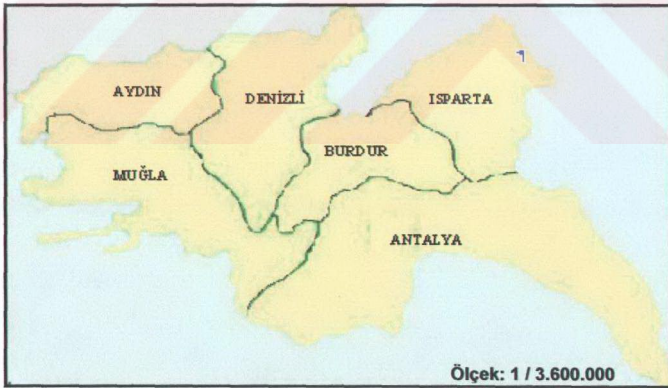 AYDIN
DENİZLİ
ISPARTA
BURDUR
MUĞLA
ANTALYA
Ölçek: 1 / 3.600.000